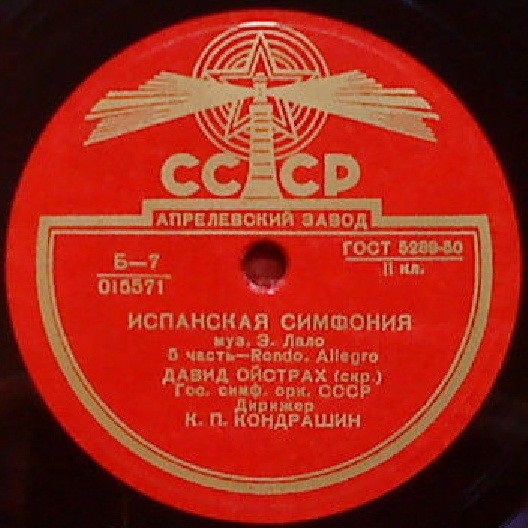 СССР
АПРЕЛЕВСКИЙ ЗАВОД
Б—7
015571
ГОСТ 5289-50
II кл.
ИСПАНСКАЯ СИМФОНИЯ
муз. Э. Лало
5 часть—Rondo. Allegro
ДАВИД ОЙСТРАХ (скр.)
Гос. симф. орк. СССР
Дирижер
К. П. КОНДРАШИН